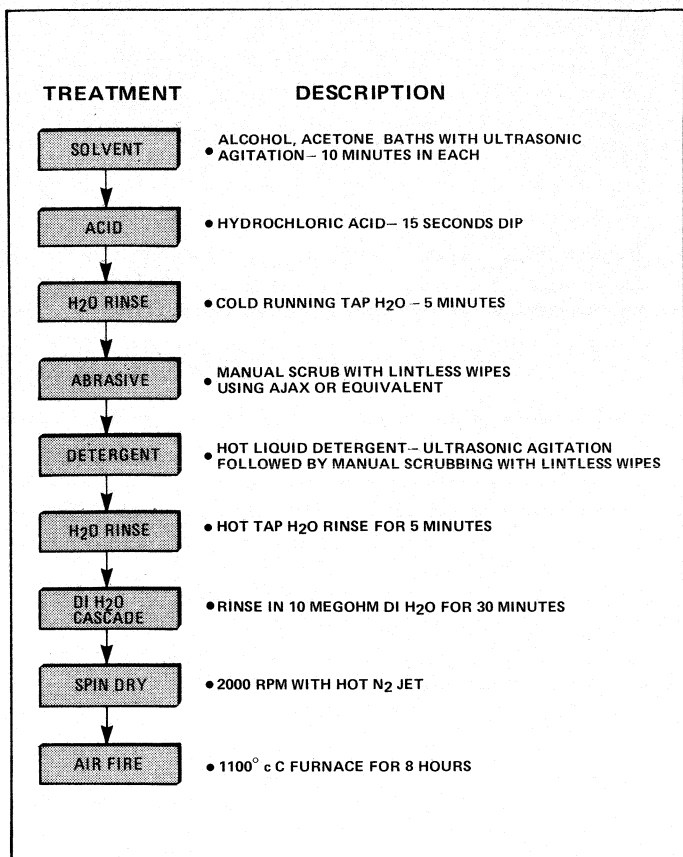 TREATMENT DESCRIPTION
SOLVENT
• ALCOHOL, ACETONE BATHS WITH ULTRASONIC
AGITATION– 10 MINUTES IN EACH
ACID
• HYDROCHLORIC ACID– 15 SECONDS DIP
H2O RINSE
• COLD RUNNING TAP H2O – 5 MINUTES
ABRASIVE
• MANUAL SCRUB WITH LINTLESS WIPES
USING AJAX OR EQUIVALENT
DETERGENT
• HOT LIQUID DETERGENT– ULTRASONIC AGITATION
FOLLOWED BY MANUAL SCRUBBING WITH LINTLESS WIPES
H2O RINSE
• HOT TAP H2O RINSE FOR 5 MINUTES
DI H2O
CASCADE
• RINSE IN 10 MEGOHM DI H2O FOR 30 MINUTES
SPIN DRY
• 2000 RPM WITH HOT N2 JET
AIR FIRE
• 1100° c C FURNACE FOR 8 HOURS